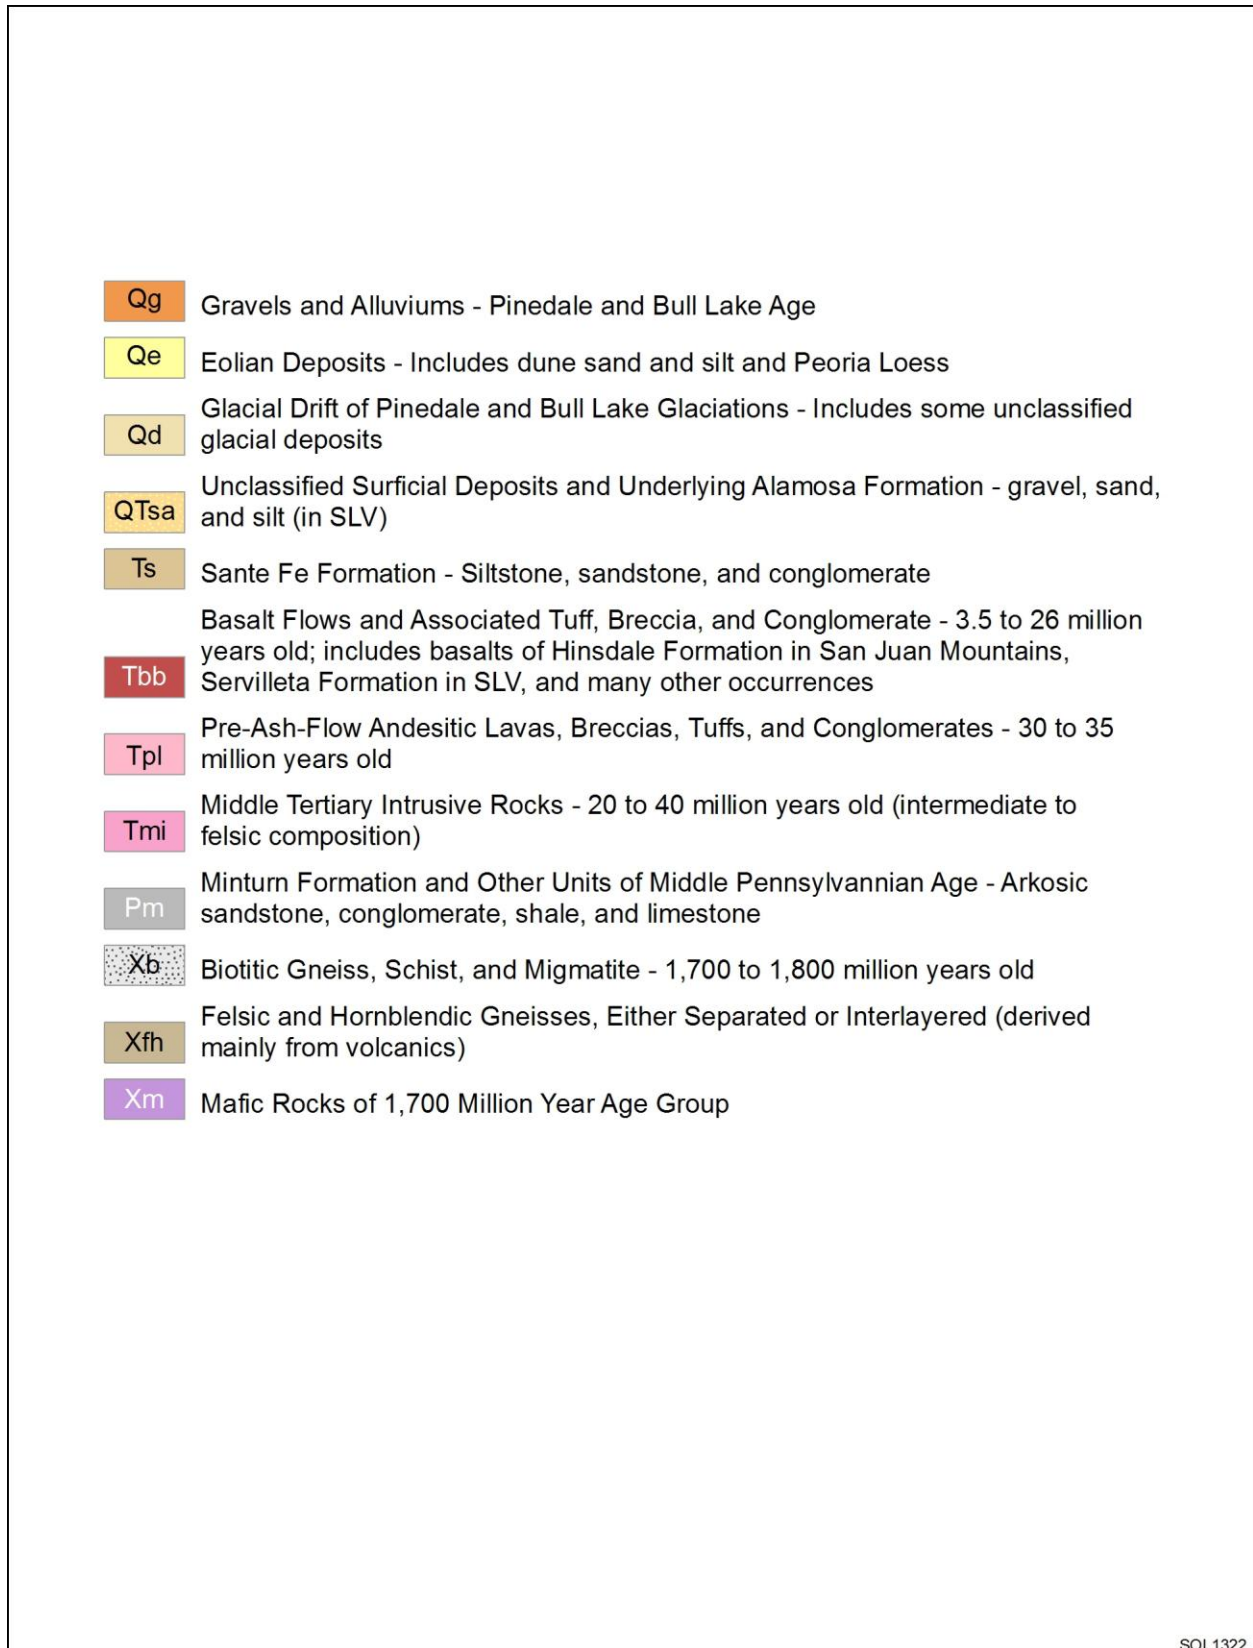 Qg Gravels and Alluviums - Pinedale and Bull Lake Age
Qe Eolian Deposits - Includes dune sand and silt and Peoria Loess
Qd Glacial Drift of Pinedale and Bull Lake Glaciations - Includes some unclassified
glacial deposits
QTsa Unclassified Surficial Deposits and Underlying Alamosa Formation - gravel, sand,
and silt (in SLV)
Ts Sante Fe Formation - Siltstone, sandstone, and conglomerate
Basalt Flows and Associated Tuff, Breccia, and Conglomerate - 3.5 to 26 million
years old; includes basalts of Hinsdale Formation in San Juan Mountains,
Tbb Servilleta Formation in SLV, and many other occurrences
Tpl Pre-Ash-Flow Andesitic Lavas, Breccias, Tuffs, and Conglomerates - 30 to 35
million years old
Tmi Middle Tertiary Intrusive Rocks - 20 to 40 million years old (intermediate to
felsic composition)
Pm Minturn Formation and Other Units of Middle Pennsylvannian Age - Arkosic
sandstone, conglomerate, shale, and limestone
Xb Biotitic Gneiss, Schist, and Migmatite - 1,700 to 1,800 million years old
Xfh Felsic and Hornblendic Gneisses, Either Separated or Interlayered (derived
mainly from volcanics)
Xm Mafic Rocks of 1,700 Million Year Age Group
SOL1322